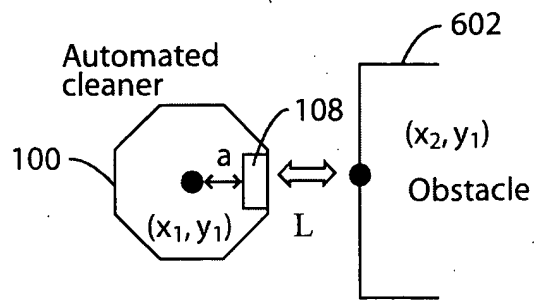 602
Automated
cleaner
108
(x₂, y₁)
100
a
Obstacle
(x₁, y₁)
L